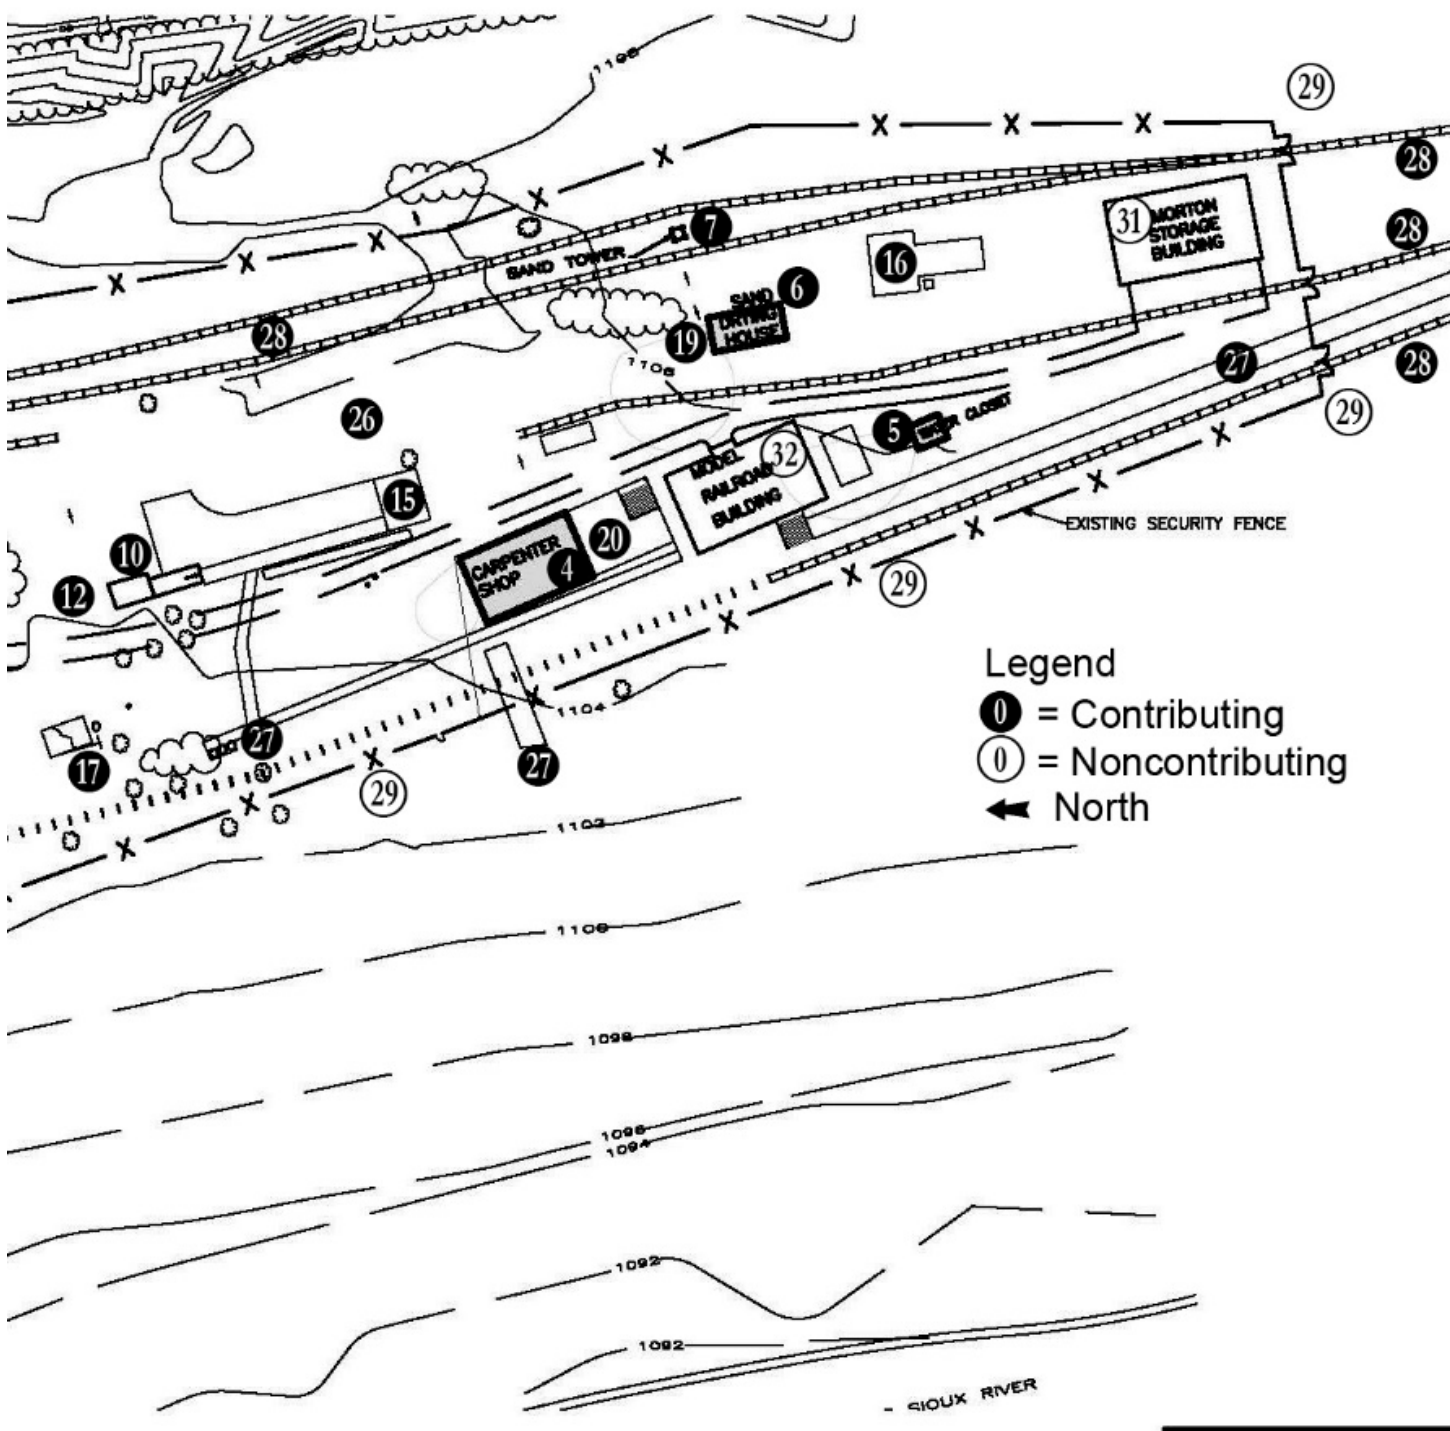 1106
29
28
7
31
MORTON
STORAGE
BUILDING
28
SAND TOWER
16
6
SAND
DRYING
HOUSE
19
28
1106
27
28
29
26
5
WATER CLOSET
32
MODEL
RAILROAD
BUILDING
15
EXISTING SECURITY FENCE
10
20
CARPENTER
SHOP
4
12
29
Legend
0 = Contributing
0 = Noncontributing
North
1104
27
17
27
29
1102
1100
1098
1096
1094
1092
1092
SIOUX RIVER